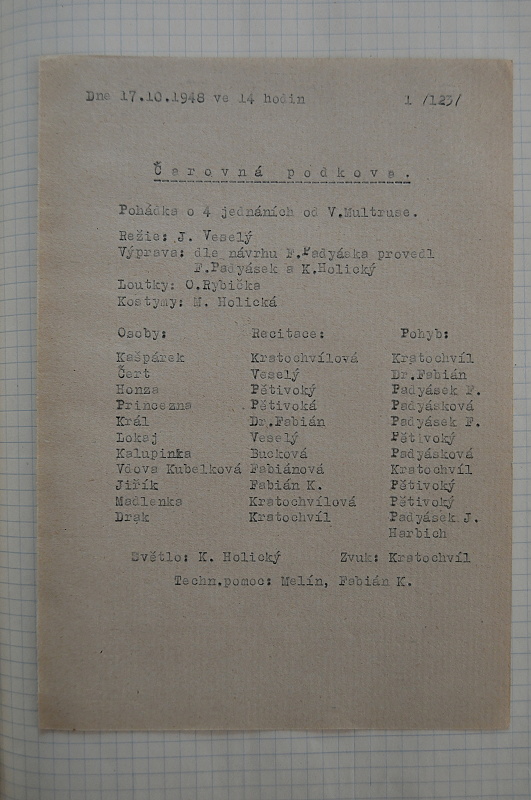 Dne 17.10.1948 ve 14 hodin 1 /123/
Čarovná podkova.
Pohádka o 4 jednáních od V.Multruse.
Režie: J. Veselý
Výprava: dle návrhu F.Padyáska provedl
F.Padyásek a K.Holický
Loutky: O.Rybička
Kostymy: M. Holická
Osoby: Recitace: Pohyb:
Kašpárek Kratochvílová Kratochvíl
Čert Veselý Dr.Fabián
Honza Pětivoký Padyásek F.
Princezna Pětivoká Padyásková
Král Dr.Fabián Padyásek F.
Lokaj Veselý Pětivoký
Kalupinka Bucková Padyásková
Vdova Kubelková Fabiánová Kratochvíl
Jiřík Fabián K. Pětivoký
Madlenka Kratochvílová Pětivoký
Drak Kratochvíl Padyásek J.
Harbich
Světlo: K. Holický Zvuk: Kratochvíl
Techn.pomoc: Melín, Fabián K.